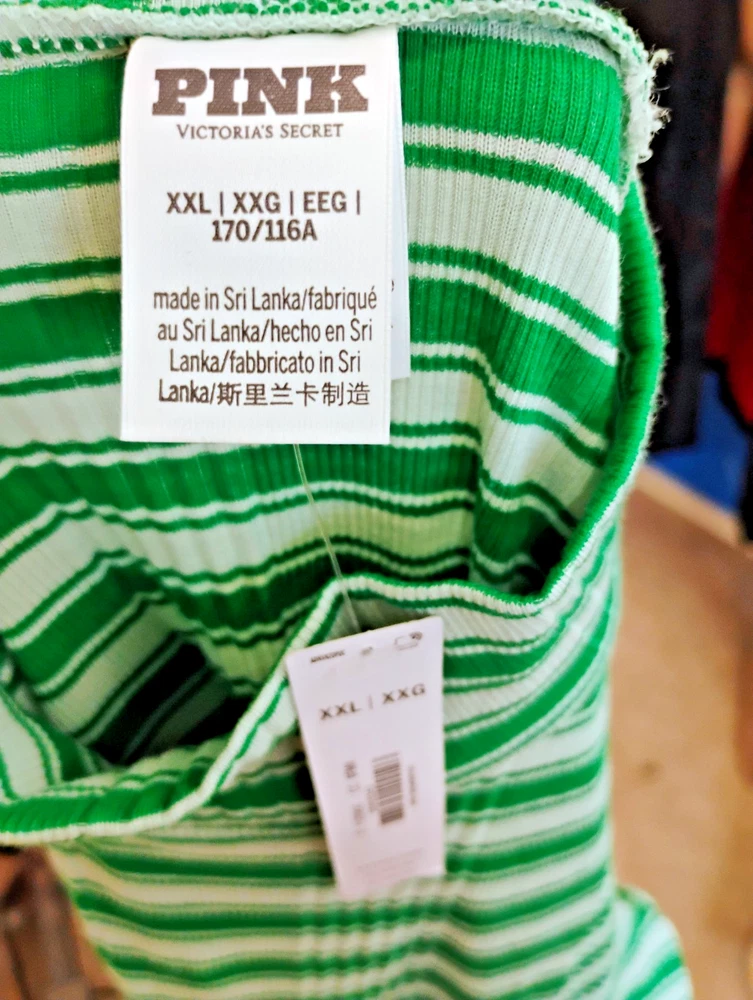 PINK
VICTORIA'S SECRET
XXL | XXG | EEG |
170/116A
made in Sri Lanka/fabriqué
au Sri Lanka/hecho en Sri
Lanka/fabbricato in Sri
Lanka/斯里兰卡制造
XXL | XXG